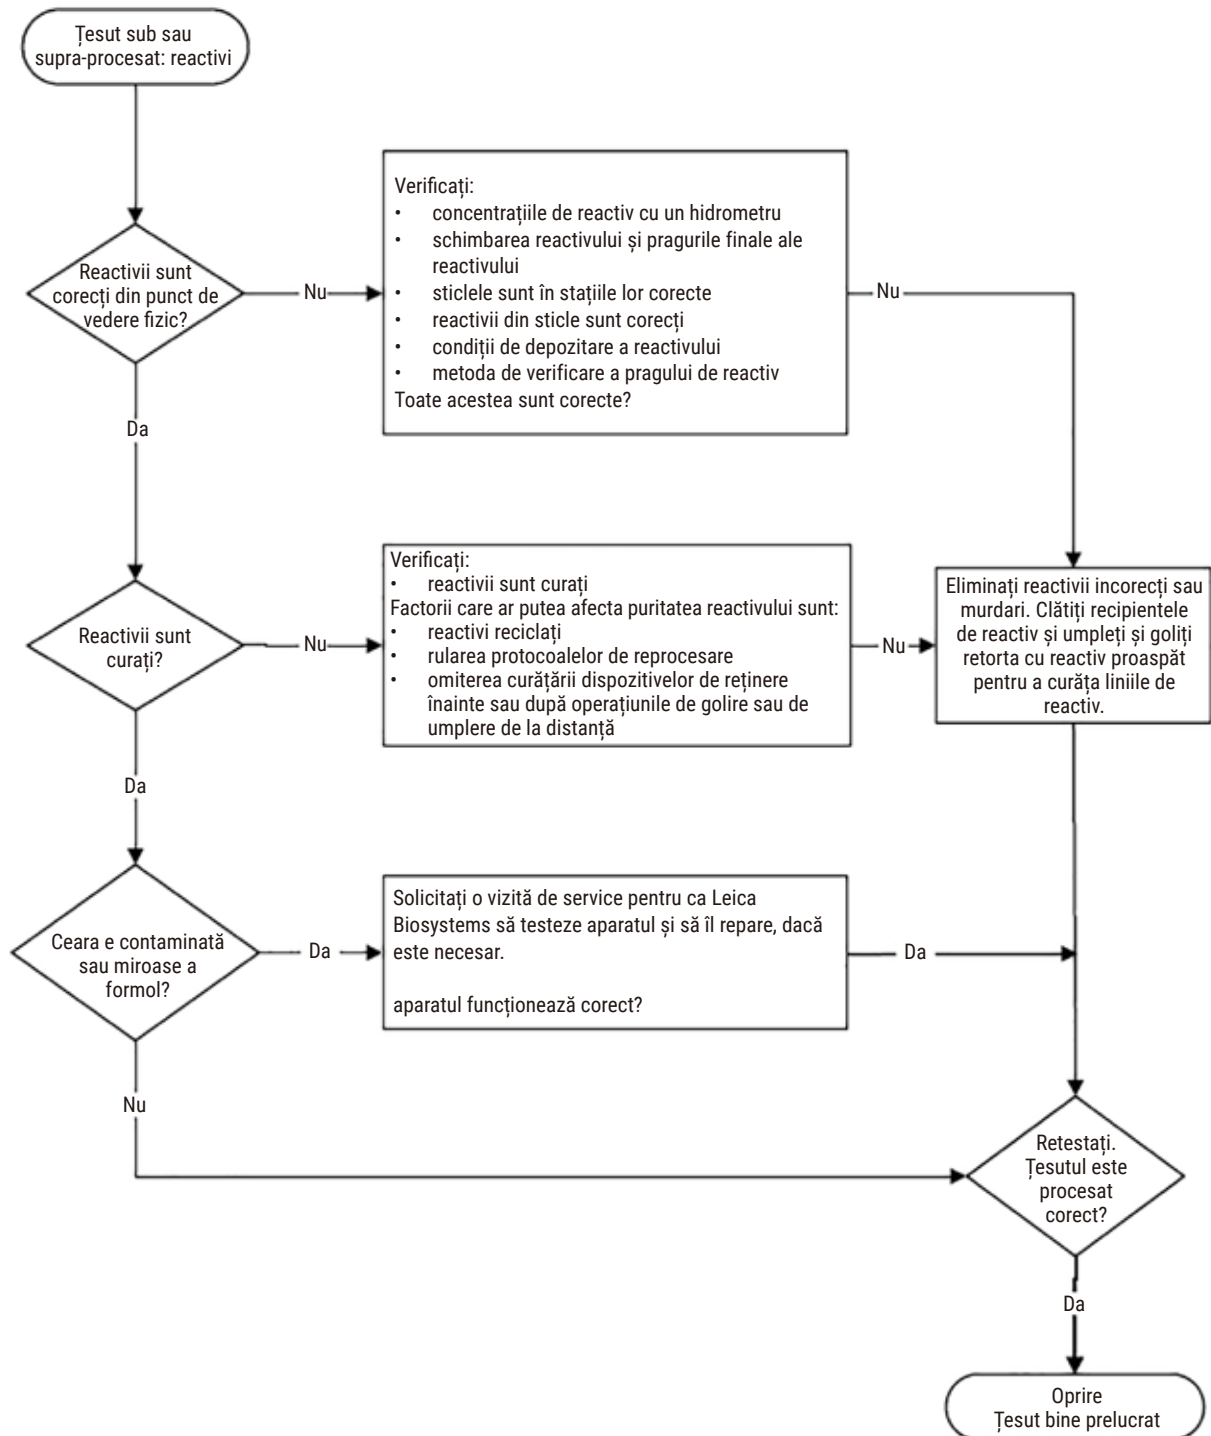 Țesut sub sau
supra-procesat: reactivi
Verificați:
• concentrațiile de reactiv cu un hidrometru
• schimbarea reactivului și pragurile finale ale
reactivului
• sticlele sunt în stațiile lor corecte
• reactivii din sticle sunt corecți
• condiții de depozitare a reactivului
• metoda de verificare a pragului de reactiv
Toate acestea sunt corecte?
Reactivii sunt
corecți din punct de
vedere fizic?
Nu
Nu
Da
Verificați:
• reactivii sunt curați
Factorii care ar putea afecta puritatea reactivului sunt:
• reactivi reciclați
• rularea protocoalelor de reprocesare
• omiterea curățării dispozitivelor de reținere
înainte sau după operațiunile de golire sau de
umplere de la distanță
Eliminați reactivii incorecți sau
murdari. Clătiți recipientele
de reactiv și umpleți și goliți
retorta cu reactiv proaspăt
pentru a curăța liniile de
reactiv.
Reactivii sunt
curați?
Nu
Nu
Da
Solicitați o vizită de service pentru ca Leica
Biosystems să testeze aparatul și să îl repare, dacă
este necesar.
aparatul funcționează corect?
Ceara e contaminată
sau miroase a
formol?
Da
Da
Nu
Retestați.
Țesutul este
procesat
corect?
Da
Oprire
Țesut bine prelucrat